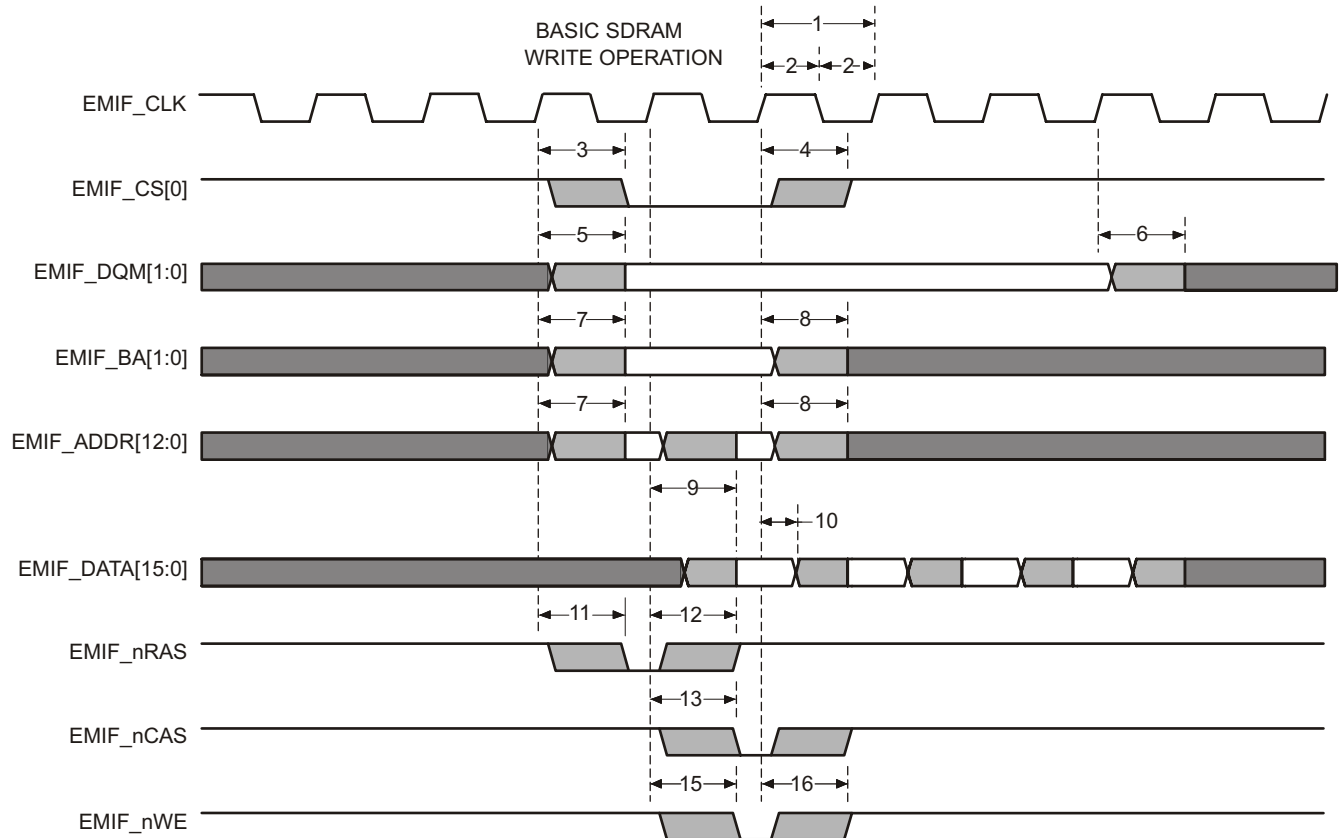 BASIC SDRAM
WRITE OPERATION
1
2 2
EMIF_CLK
3 4
EMIF_CS[0]
5 6
EMIF_DQM[1:0]
7 8
EMIF_BA[1:0]
7 8
EMIF_ADDR[12:0]
9
10
EMIF_DATA[15:0]
11 12
EMIF_nRAS
13
EMIF_nCAS
15 16
EMIF_nWE